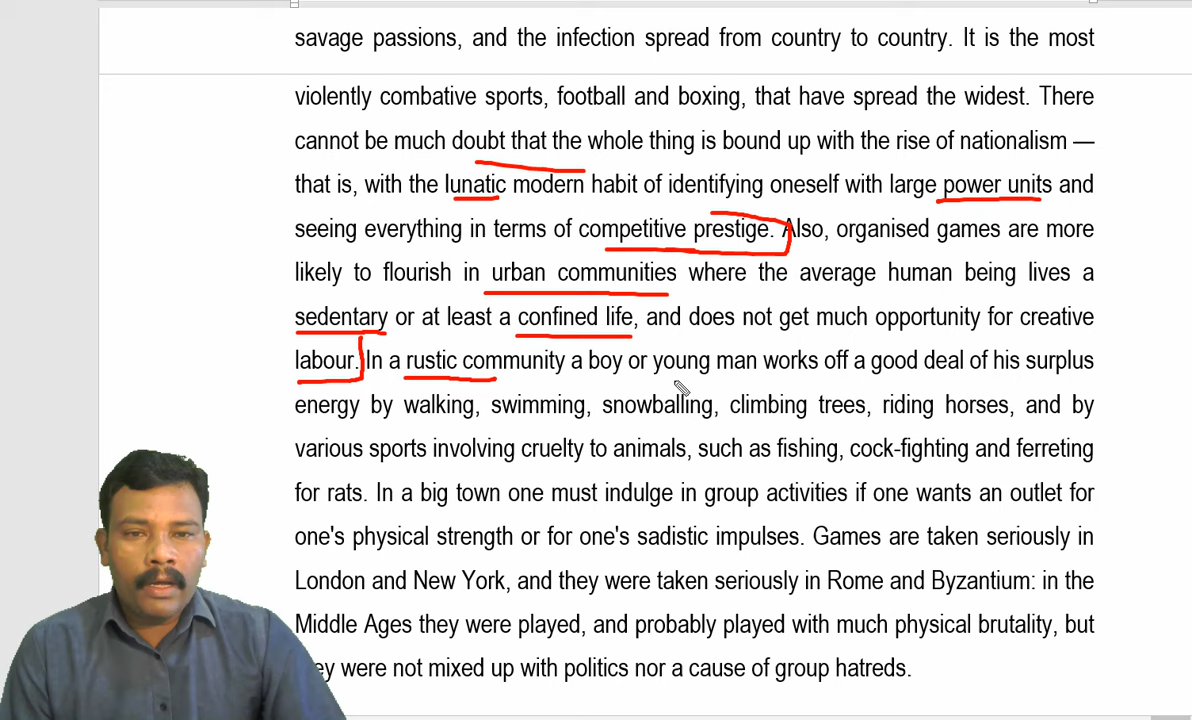 savage passions, and the infection spread from country to country. It is the most
violently combative sports, football and boxing, that have spread the widest. There
cannot be much doubt that the whole thing is bound up with the rise of nationalism —
that is, with the lunatic modern habit of identifying oneself with large power units and
seeing everything in terms of competitive prestige. Also, organised games are more
likely to flourish in urban communities where the average human being lives a
sedentary or at least a confined life, and does not get much opportunity for creative
labour. In a rustic community a boy or young man works off a good deal of his surplus
energy by walking, swimming, snowballing, climbing trees, riding horses, and by
various sports involving cruelty to animals, such as fishing, cock-fighting and ferreting
for rats. In a big town one must indulge in group activities if one wants an outlet for
one's physical strength or for one's sadistic impulses. Games are taken seriously in
London and New York, and they were taken seriously in Rome and Byzantium: in the
Middle Ages they were played, and probably played with much physical brutality, but
they were not mixed up with politics nor a cause of group hatreds.